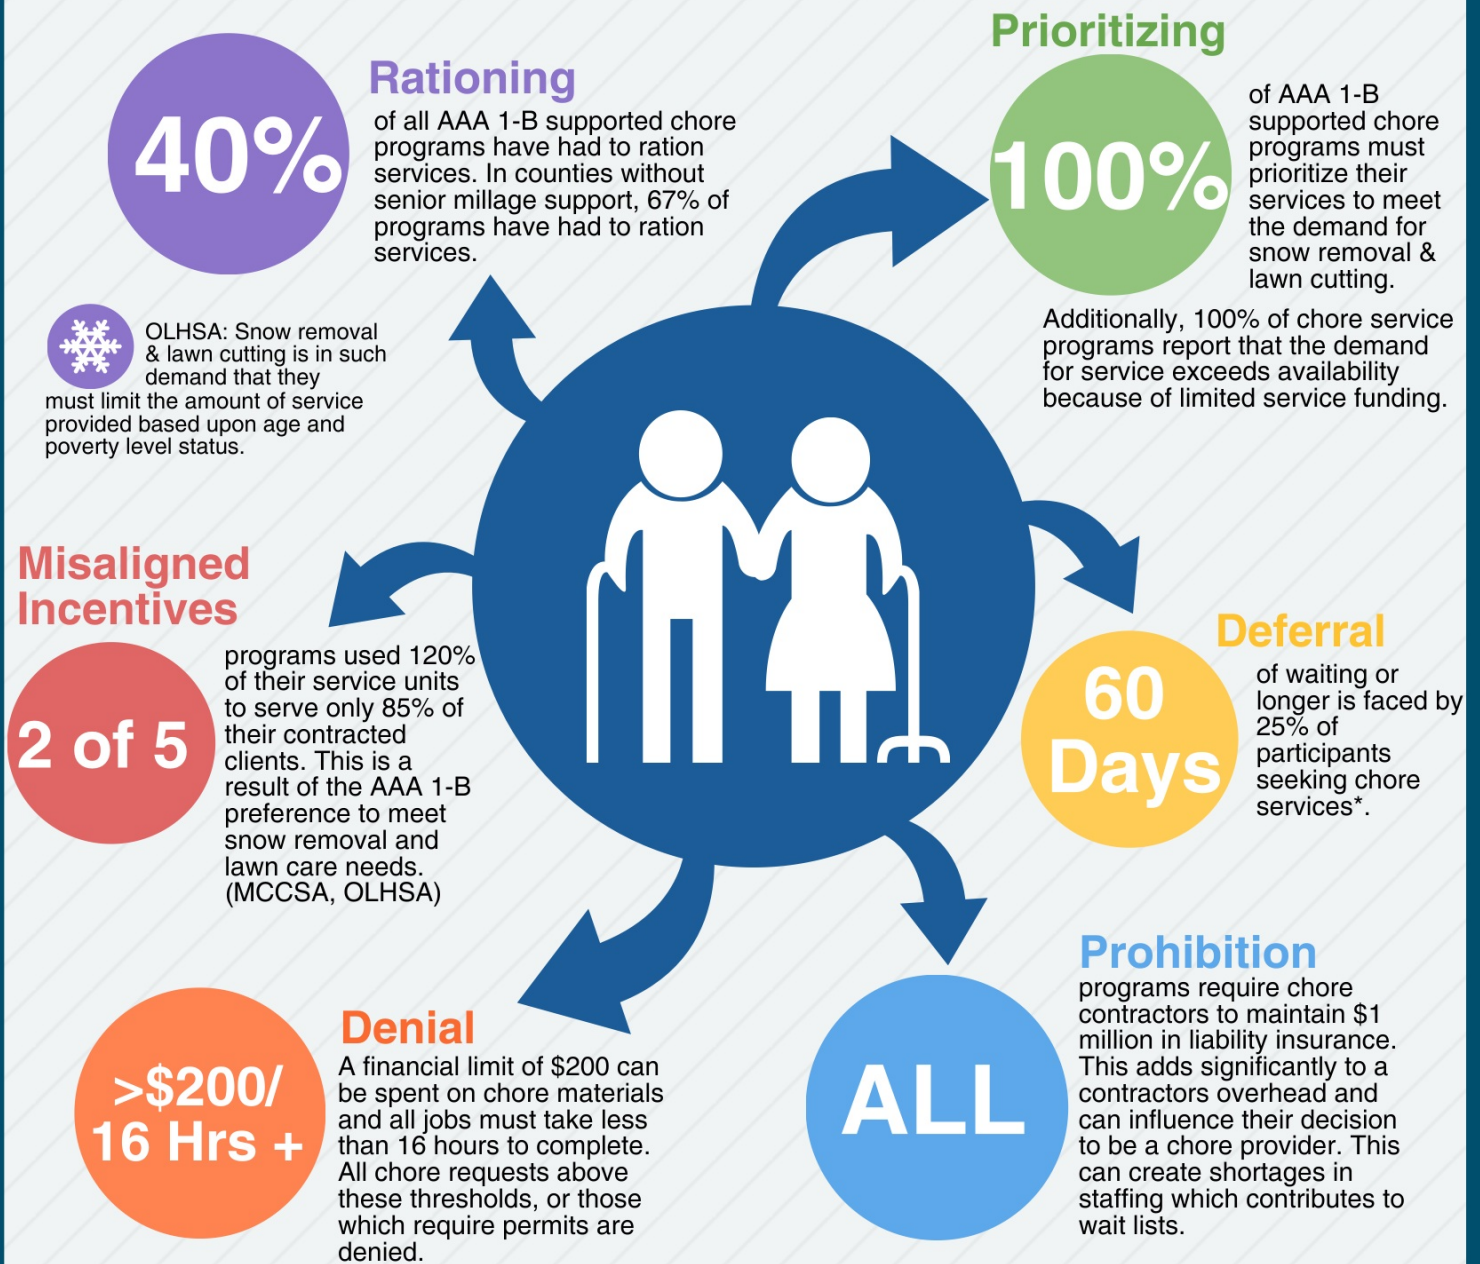 Rationing
40%
of all AAA 1-B supported chore
programs have had to ration
services. In counties without
senior millage support, 67% of
programs have had to ration
services.
OLHSA: Snow removal
& lawn cutting is in such
demand that they
must limit the amount of service
provided based upon age and
poverty level status.
Prioritizing
100%
of AAA 1-B
supported chore
programs must
prioritize their
services to meet
the demand for
snow removal &
lawn cutting.
Additionally, 100% of chore service
programs report that the demand
for service exceeds availability
because of limited service funding.
Misaligned
Incentives
2 of 5
programs used 120%
of their service units
to serve only 85% of
their contracted
clients. This is a
result of the AAA 1-B
preference to meet
snow removal and
lawn care needs.
(MCCSA, OLHSA)
Deferral
60
Days
of waiting or
longer is faced by
25% of
participants
seeking chore
services*.
Denial
>$200/
16 Hrs +
A financial limit of $200 can
be spent on chore materials
and all jobs must take less
than 16 hours to complete.
All chore requests above
these thresholds, or those
which require permits are
denied.
Prohibition
ALL
programs require chore
contractors to maintain $1
million in liability insurance.
This adds significantly to a
contractors overhead and
can influence their decision
to be a chore provider. This
can create shortages in
staffing which contributes to
wait lists.